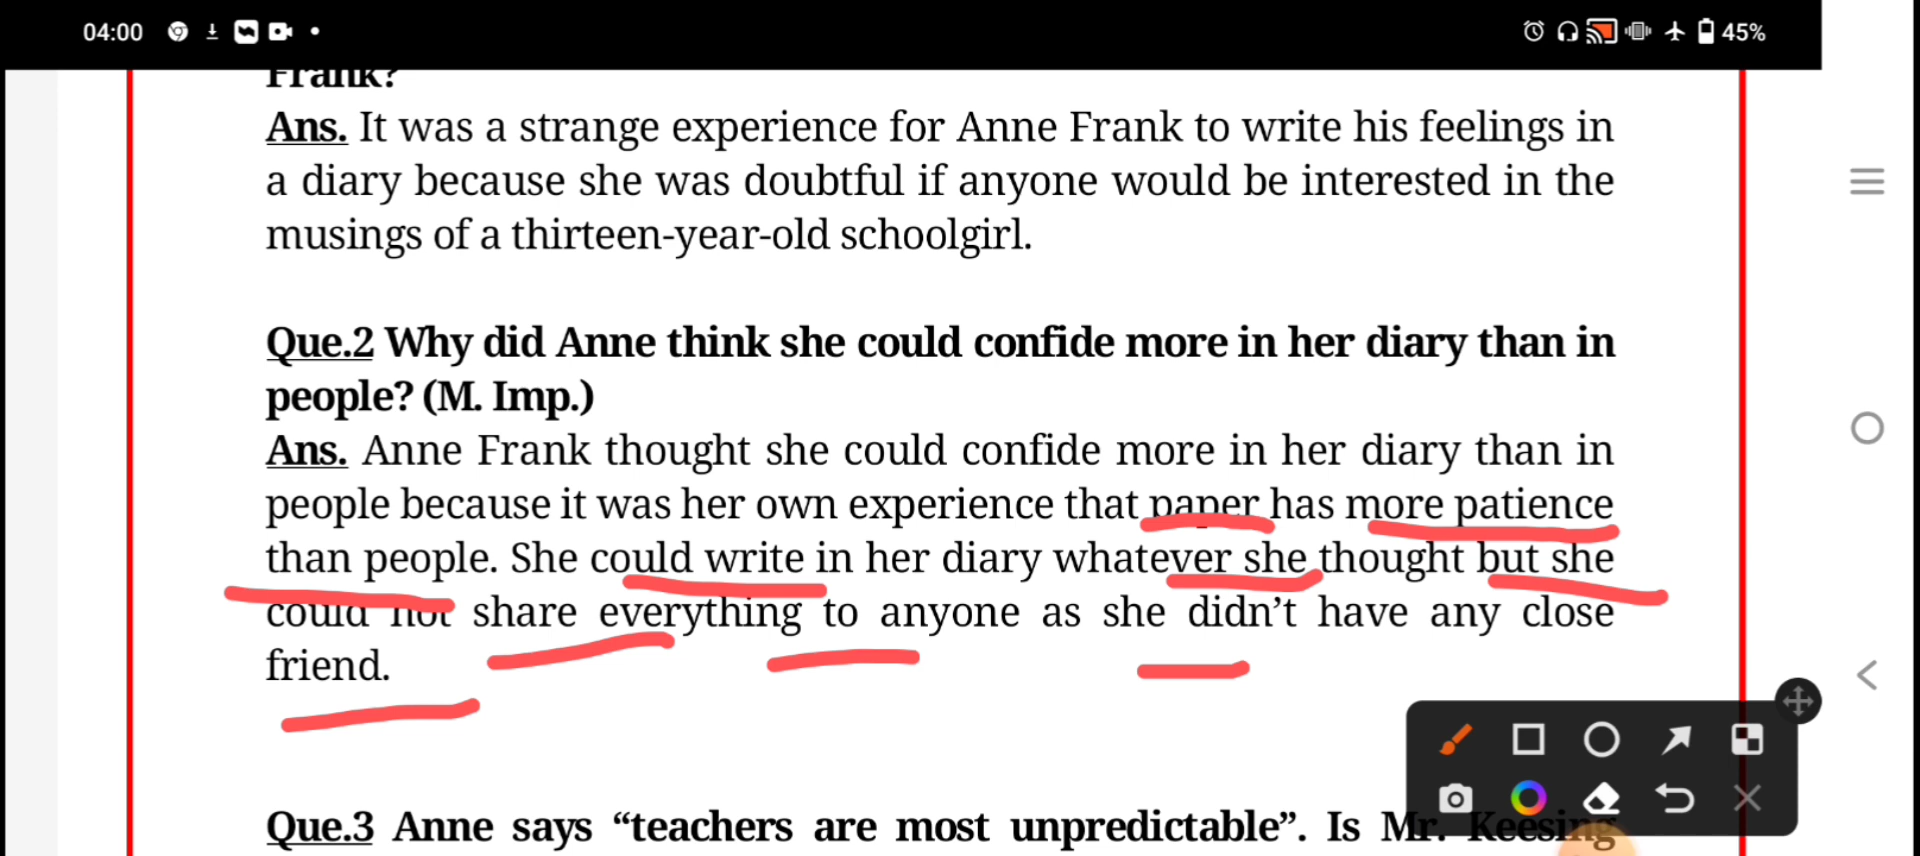 04:00
45%
Frank?
Ans. It was a strange experience for Anne Frank to write his feelings in
a diary because she was doubtful if anyone would be interested in the
musings of a thirteen-year-old schoolgirl.
Que.2 Why did Anne think she could confide more in her diary than in
people? (M. Imp.)
Ans. Anne Frank thought she could confide more in her diary than in
people because it was her own experience that paper has more patience
than people. She could write in her diary whatever she thought but she
could not share everything to anyone as she didn’t have any close
friend.
Que.3 Anne says “teachers are most unpredictable”. Is Mr. Keesing